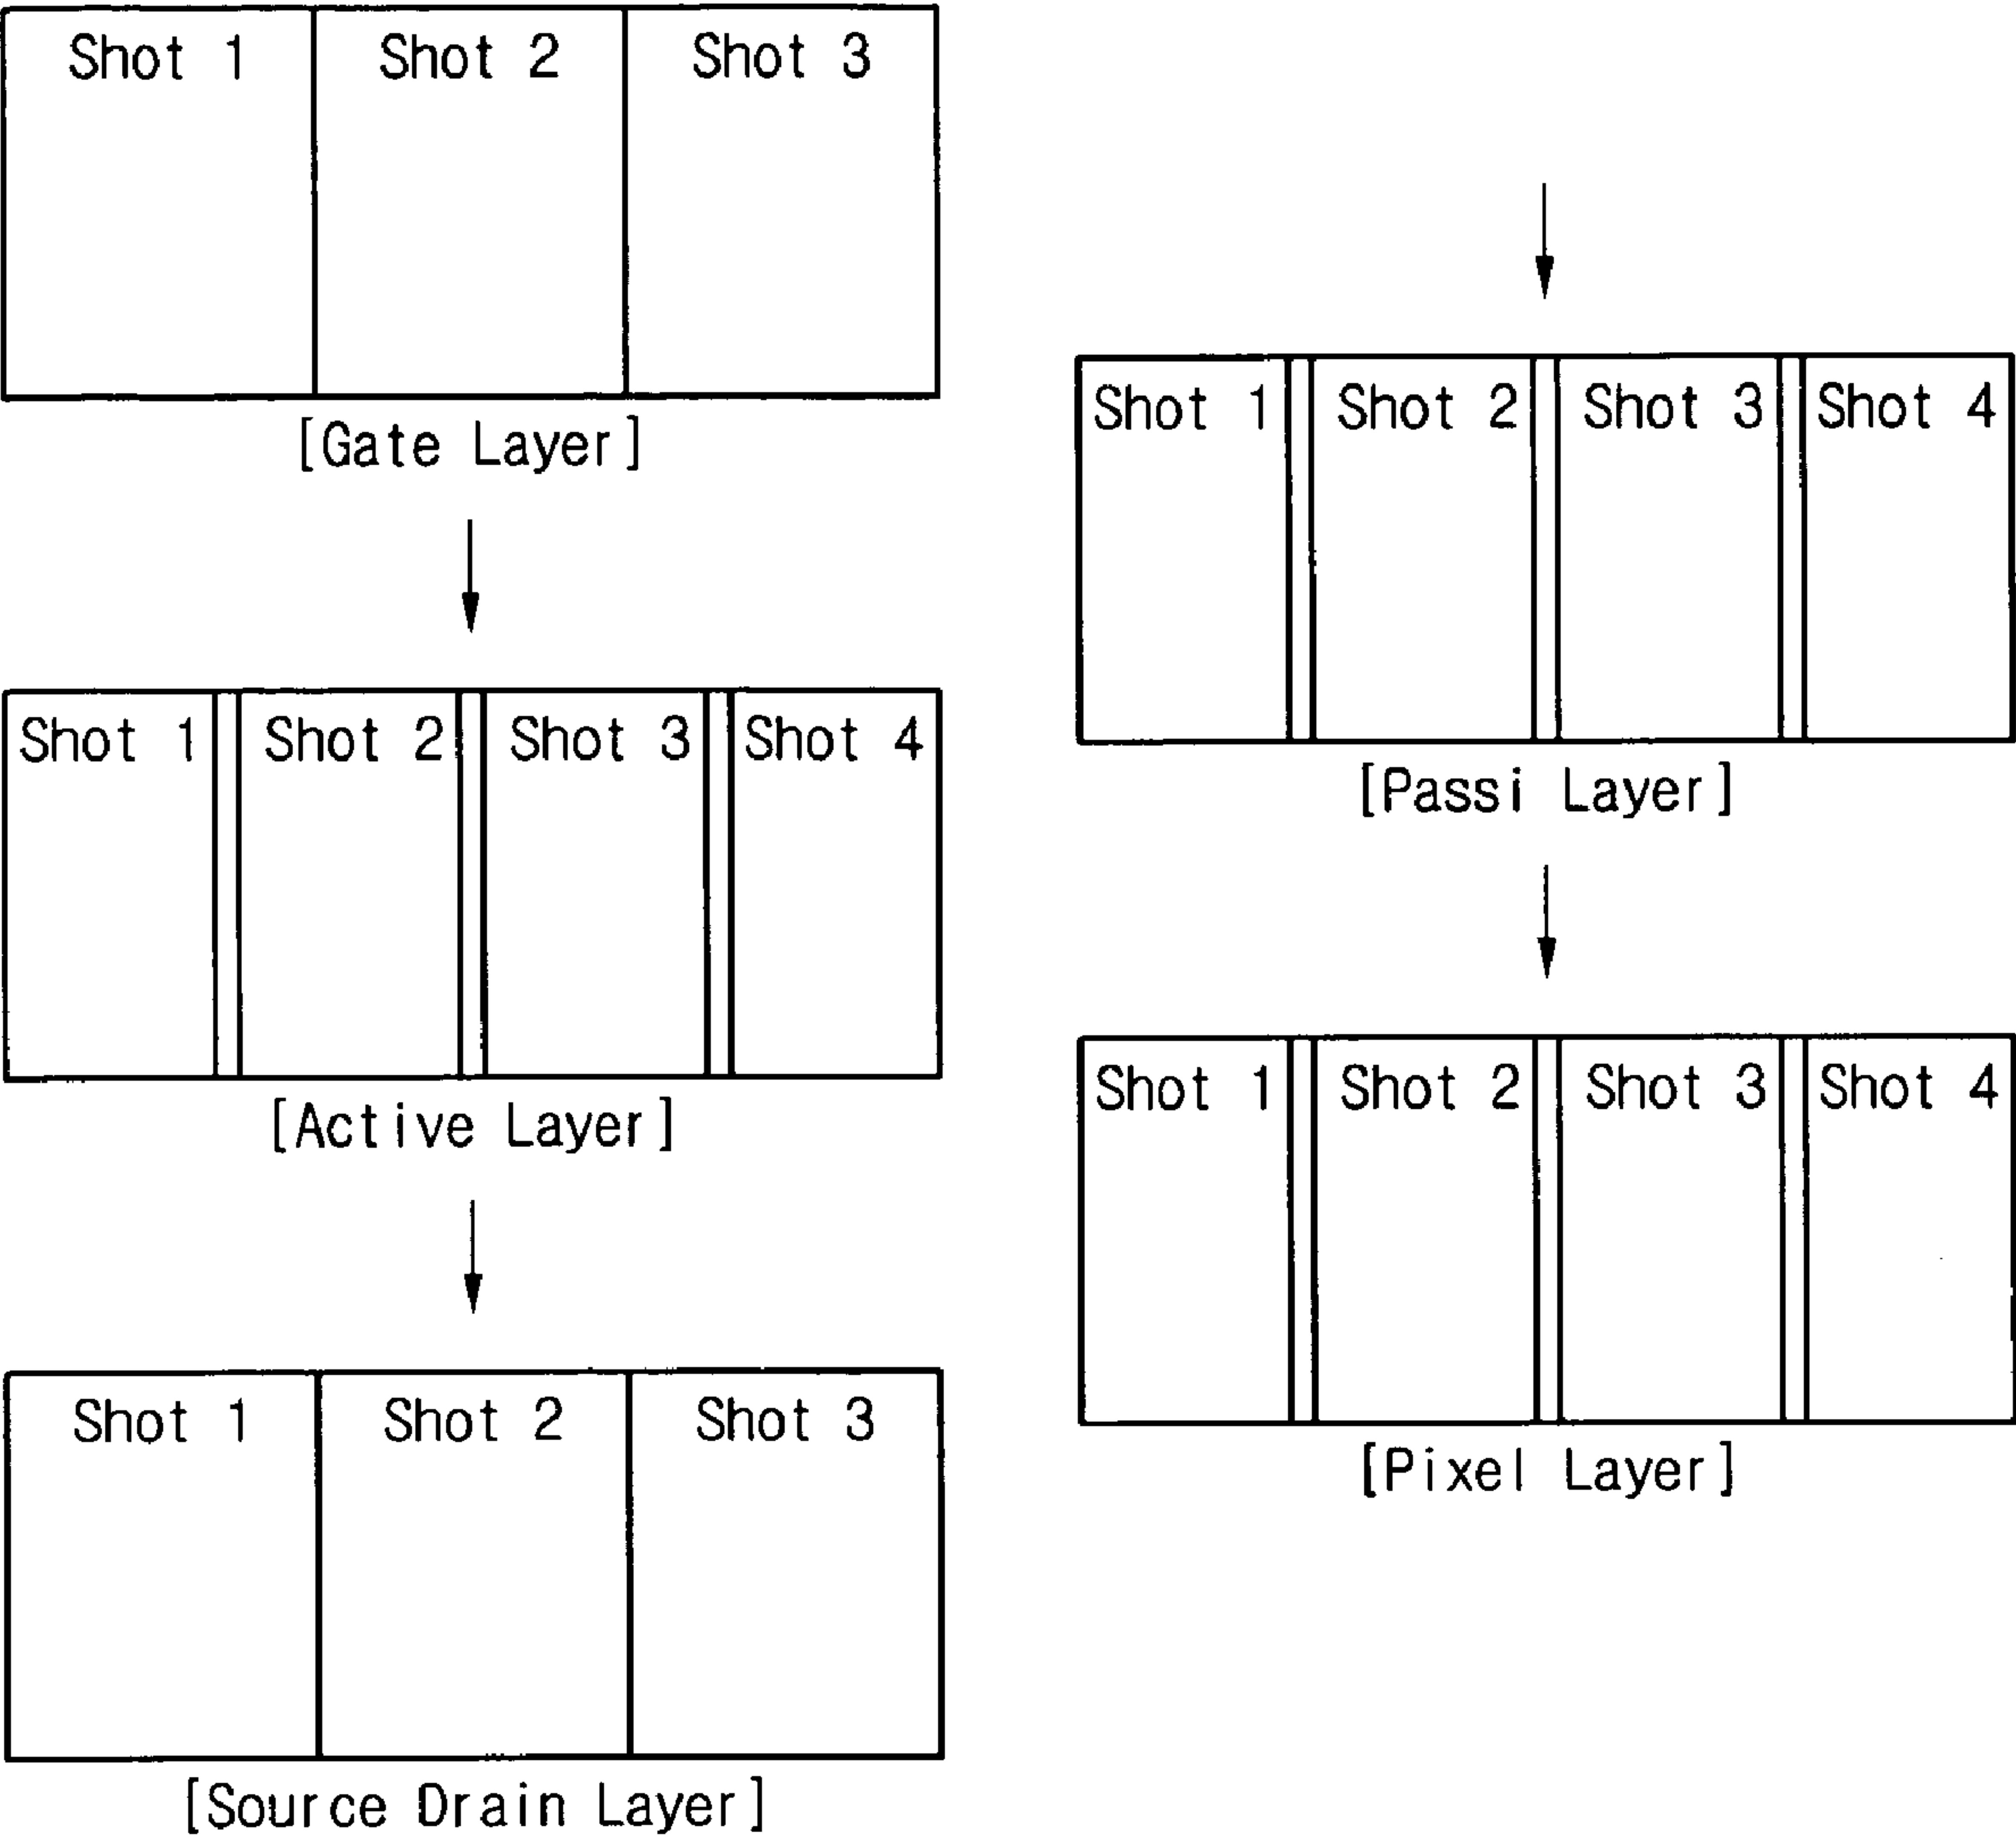 Shot 1 Shot 2 Shot 3
[Gate Layer]
Shot 1 Shot 2 Shot 3 Shot 4
[Active Layer]
Shot 1 Shot 2 Shot 3
[Source Drain Layer]
Shot 1 Shot 2 Shot 3 Shot 4
[Passi Layer]
Shot 1 Shot 2 Shot 3 Shot 4
[Pixel Layer]